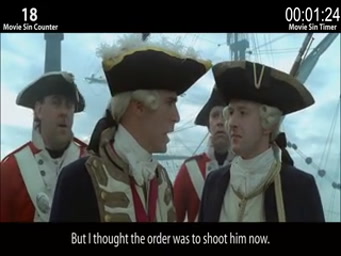 18
Movie Sin Counter
00:01:24
Movie Sin Timer
But I thought the order was to shoot him now.